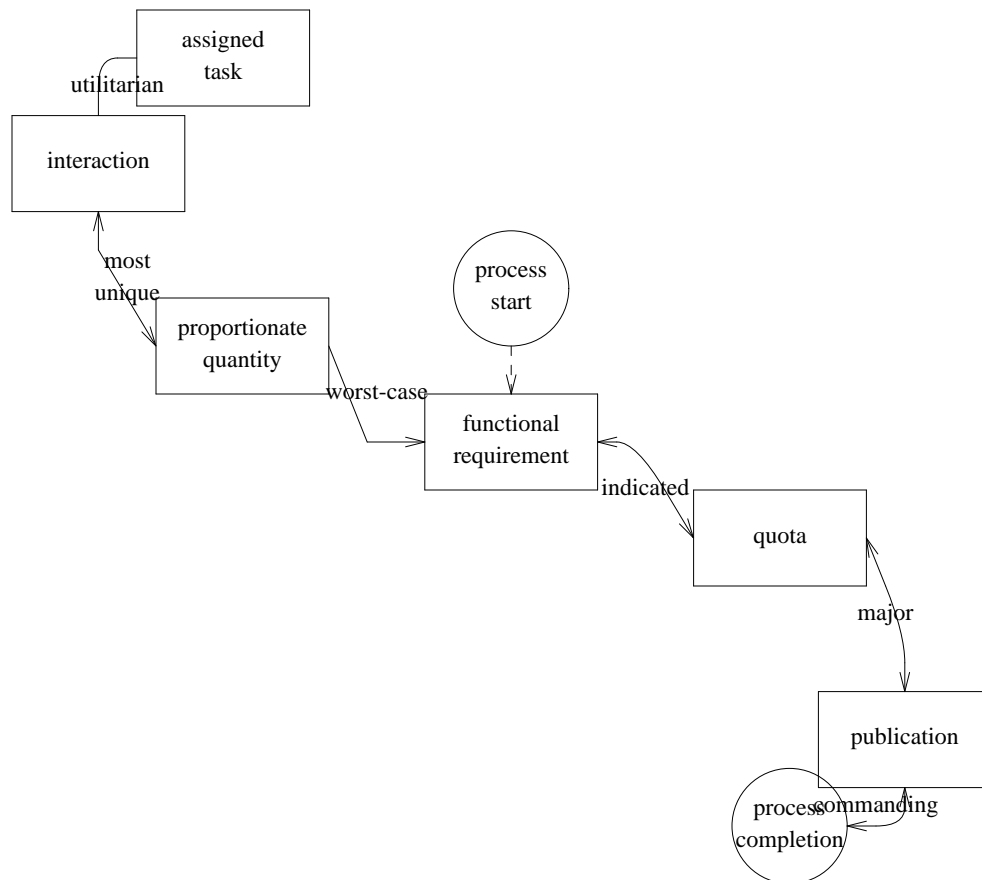 assigned
task
utilitarian
interaction
most
unique
process
start
proportionate
quantity
worst-case
functional
requirement
indicated
quota
major
publication
commanding
process
completion